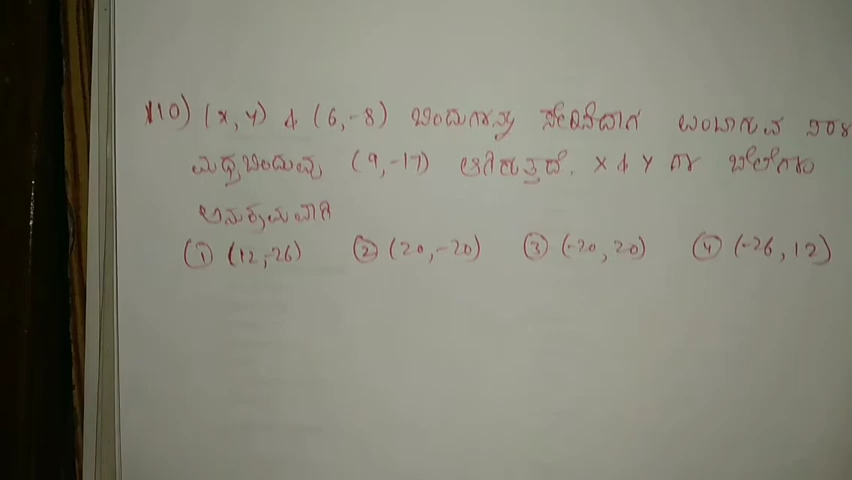 110) (x, y) & (6, -8) ಬಿಂದುಗಳನ್ನು ಸೇರಿಸಿದಾಗ ಉಂಟಾಗುವ ಸರಳ
ಮಧ್ಯಬಿಂದುವು (9, -17) ಆಗಿರುತ್ತದೆ. x & y ಗಳ ಬೆಲೆಗಳು
ಅನುಕ್ರಮವಾಗಿ
① (12, -26) ② (20, -20) ③ (-20, 20) ④ (-26, 12)